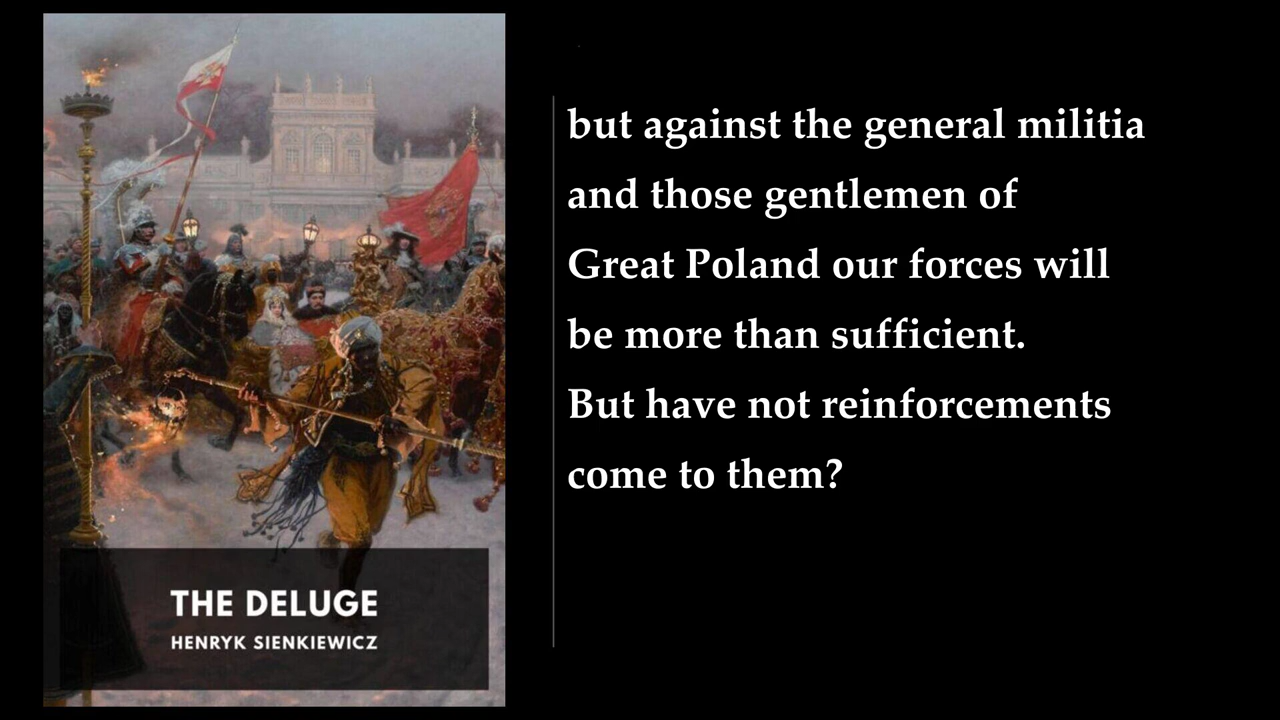 but against the general militia
and those gentlemen of
Great Poland our forces will
be more than sufficient.
But have not reinforcements
come to them?
THE DELUGE
HENRYK SIENKIEWICZ